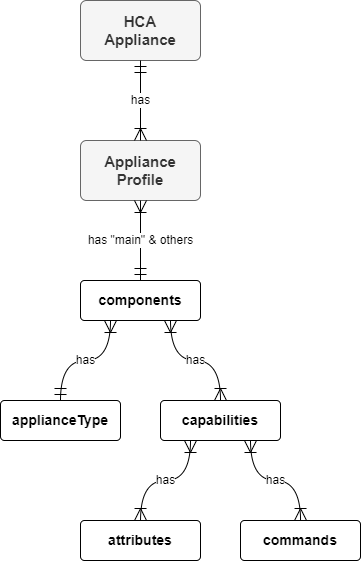 HCA
Appliance
has
Appliance
Profile
has "main" & others
components
has
has
applianceType
capabilities
has
has
attributes
commands